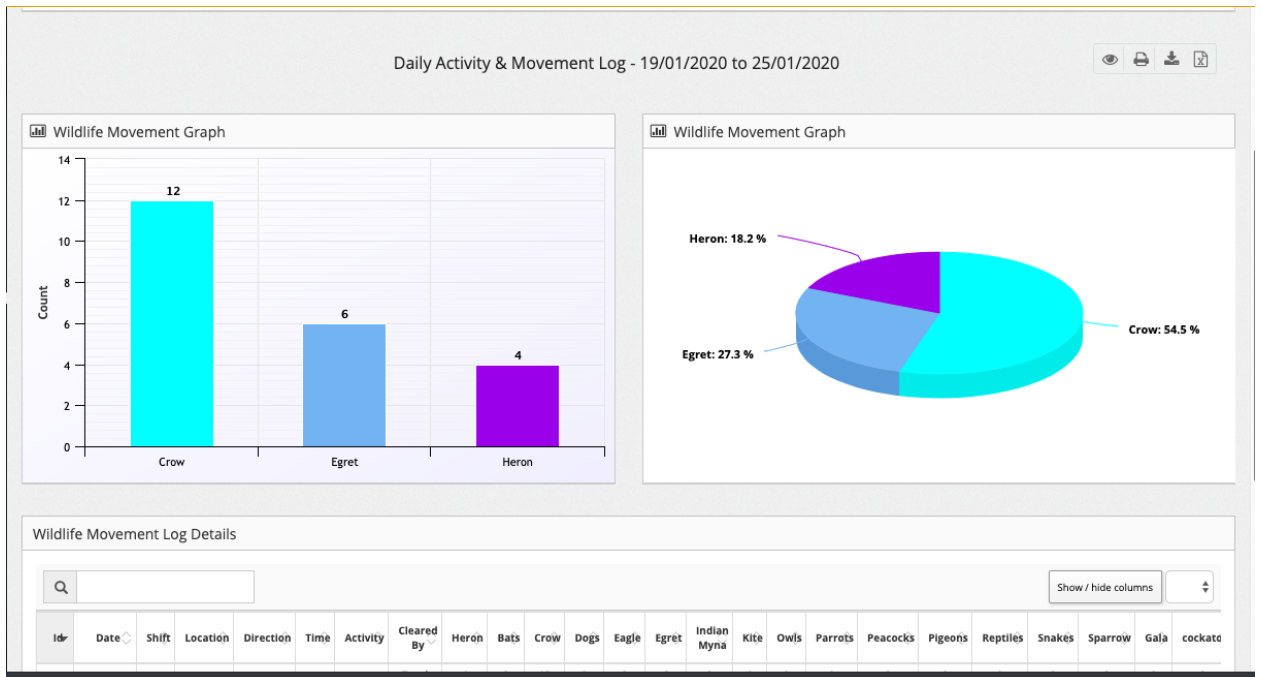 Daily Activity & Movement Log - 19/01/2020 to 25/01/2020
Wildlife Movement Graph
14
12
10
8
6
4
2
0
Count
12
6
4
Crow
Egret
Heron
Wildlife Movement Graph
Heron: 18.2 %
Crow: 54.5 %
Egret: 27.3 %
Wildlife Movement Log Details
Show / hide columns
Id Date Shift Location Direction Time Activity Cleared By Heron Bats Crow Dogs Eagle Egret Indian Myna Kite Owls Parrots Peacocks Pigeons Reptiles Snakes Sparrow Gala cockato